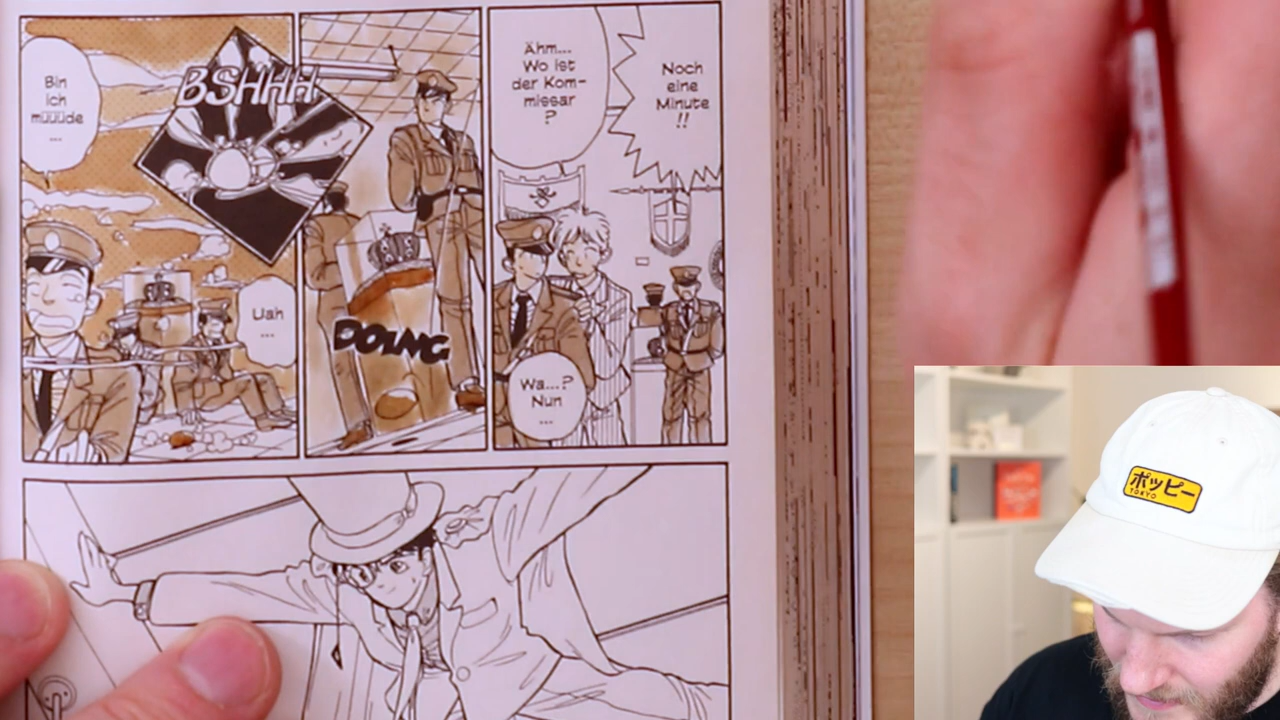 Bin
ich
müüüde
...
BSHHH
Uah
...
DOING
Ähm...
Wo ist
der Kom-
missar
?
Noch
eine
Minute
!!
Wa...?
Nun
...
ポッピー
TOKYO